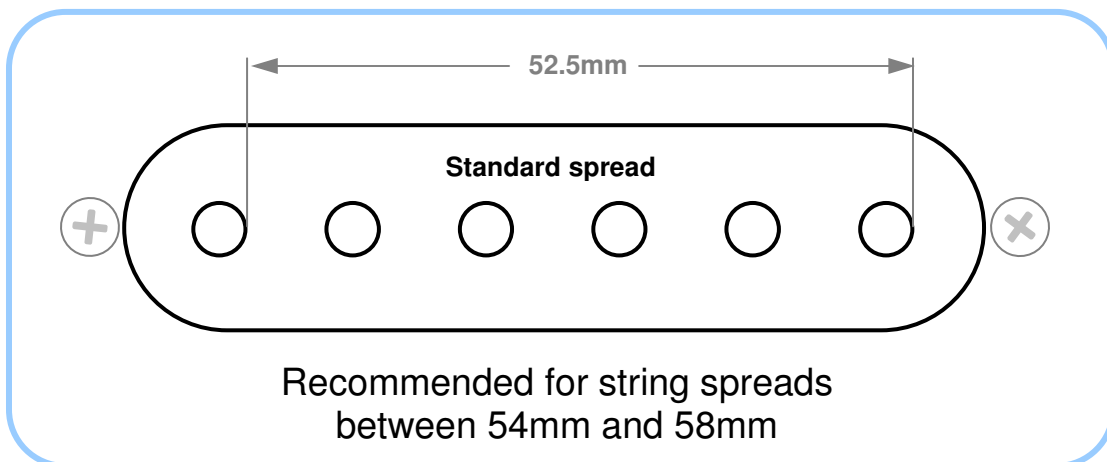 52.5mm
Standard spread
Recommended for string spreads
between 54mm and 58mm